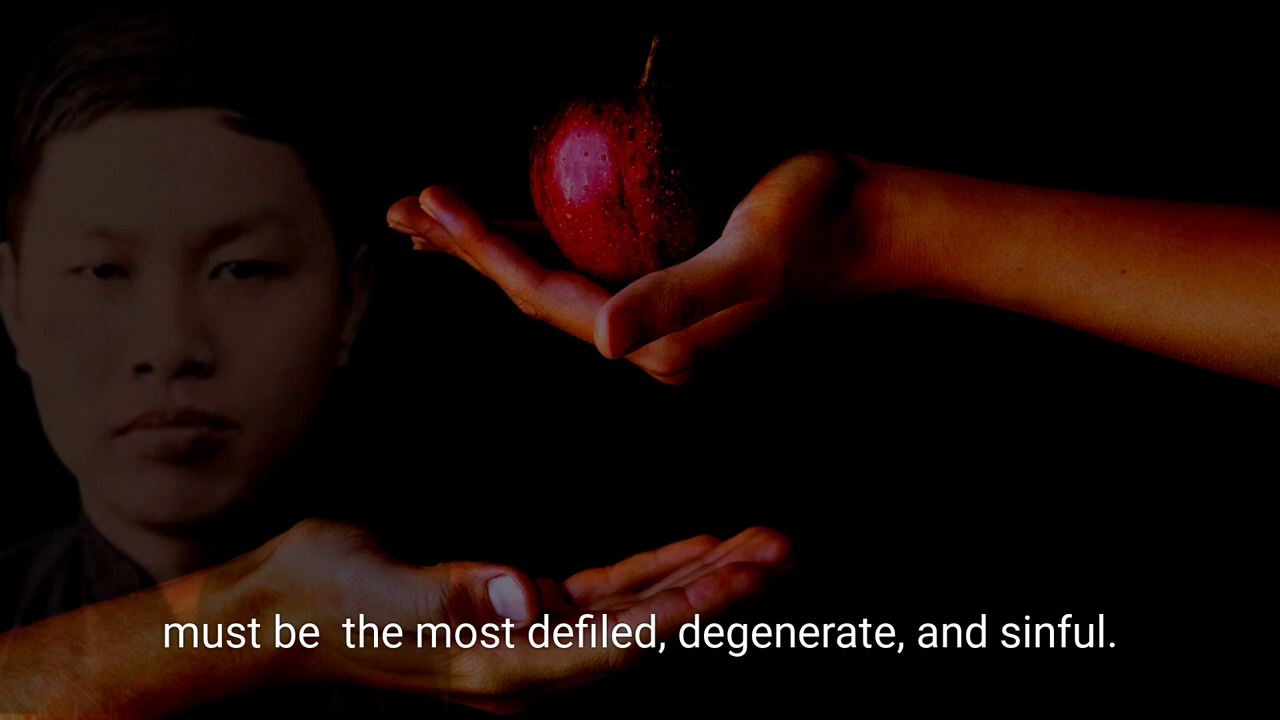 must be  the most defiled, degenerate, and sinful.